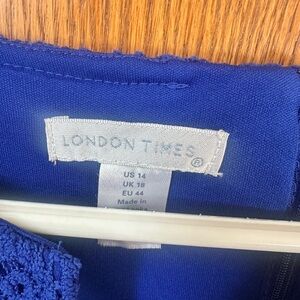 LONDON TIMES ®
US 14
UK 18
EU 44
Made in